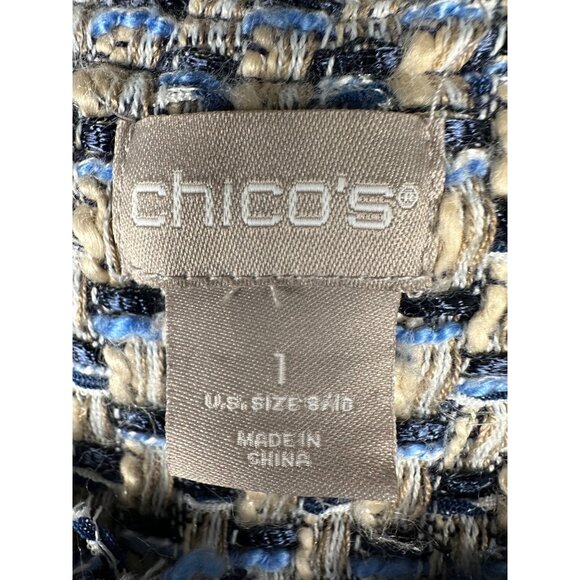 chico's®
1
U.S. SIZE 8/10
MADE IN
CHINA